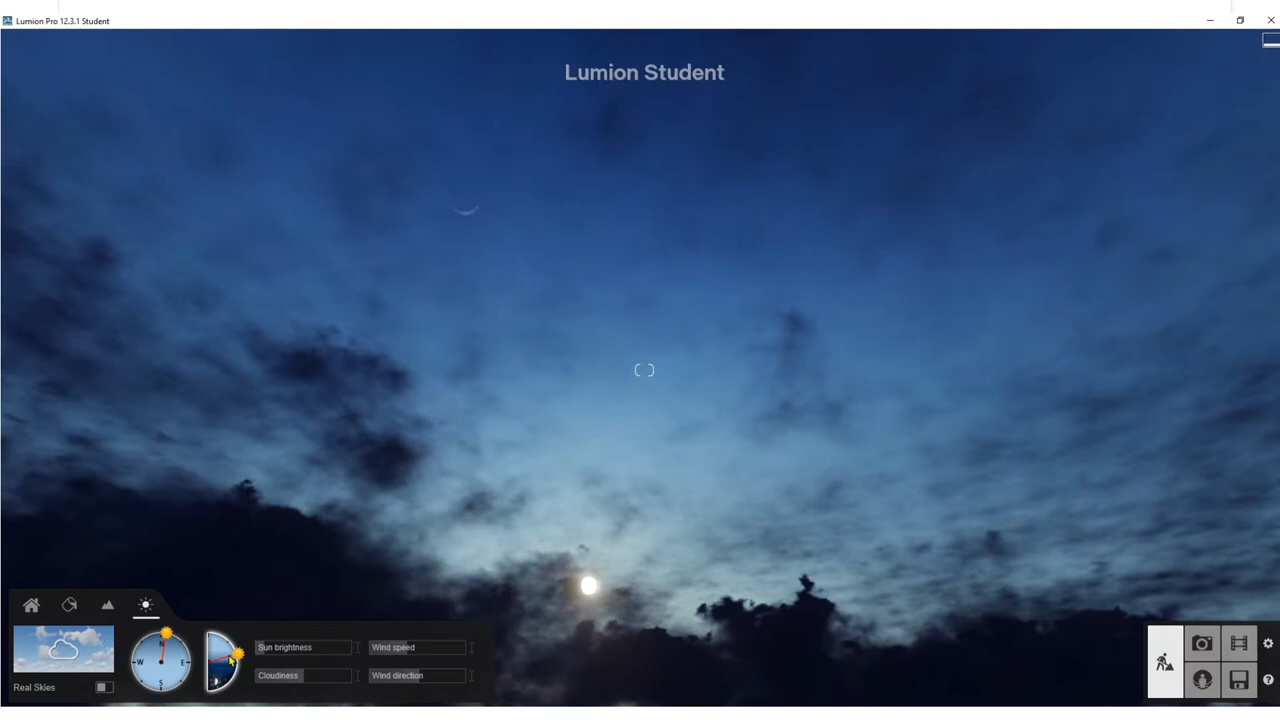 Lumion Pro 12.3.1 Student
Lumion Student
N
W
E
S
Sun brightness
Wind speed
Cloudiness
Wind direction
Real Skies
?